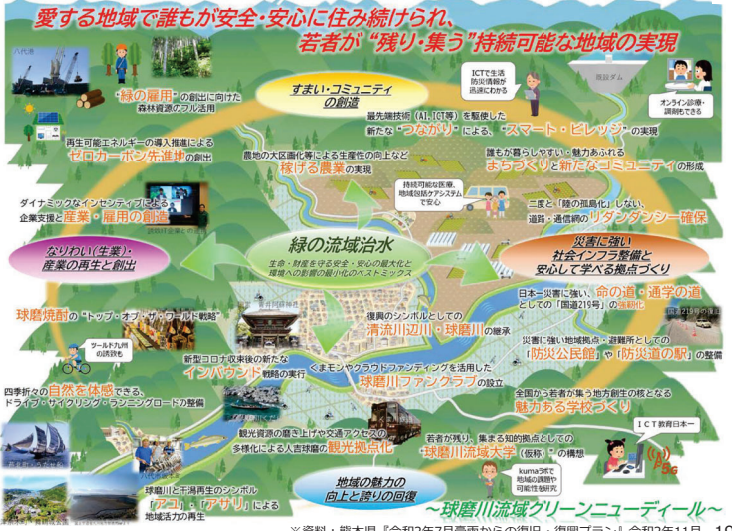 愛する地域で誰もが安全・安心に住み続けられ、
若者が“残り・集う”持続可能な地域の実現
八代港
“緑の雇用”の創出に向けた
森林資源のフル活用
すまい・コミュニティ
の創造
ICTで生活
防災情報が
迅速にわかる
既設ダム
オンライン診療・
調剤もできる
最先端技術（AI、ICT等）を駆使した
新たな“つながり”による、“スマート・ビレッジ”の実現
再生可能エネルギーの導入推進による
ゼロカーボン先進地の創出
農地の大区画化等による生産性の向上など
稼げる農業の実現
誰もが暮らしやすい・魅力あふれる
まちづくりと新たなコミュニティの形成
持続可能な医療、
地域包括ケアシステム
で安心
ダイナミックなインセンティブによる
企業支援と産業・雇用の創造
二度と「陸の孤島化」しない、
道路・通信網のリダンダンシー確保
なりわい（生業）・
産業の再生と創出
緑の流域治水
生命・財産を守る安全・安心の最大化と
環境への影響の最小化のベストミックス
災害に強い
社会インフラ整備と
安心して学べる拠点づくり
青井阿蘇神社
日本一災害に強い、命の道・通学の道
としての「国道219号」の強靭化
国道219号の復旧
球磨焼酎の“トップ・オブ・ザ・ワールド戦略”
復興のシンボルとしての
清流川辺川・球磨川の継承
ツールド九州
の誘致も
災害に強い地域拠点・避難所としての
「防災公民館」や「防災道の駅」の整備
新型コロナ収束後の新たな
インバウンド戦略の実行
くまモンやクラウドファンディングを活用した
球磨川ファンクラブの設立
四季折々の自然を体感できる、
ドライブ・サイクリング・ランニングロードの整備
全国から若者が集う地方創生の核となる
魅力ある学校づくり
ICT教育日本一
5G
観光資源の磨き上げや交通アクセスの
多様化による人吉球磨の観光拠点化
若者が残り、集まる知的拠点としての
“球磨川流域大学（仮称）”の構想
kumaラボで
地域の課題や
可能性を研究
球磨川と干潟再生のシンボル
「アユ」・「アサリ」による
地域活力の再生
地域の魅力の
向上と誇りの回復
～球磨川流域グリーンニューディール～
※資料：熊本県『令和2年7月豪雨からの復旧・復興プラン』令和2年11月